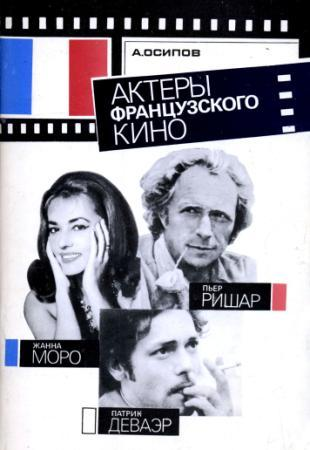 А.ОСИПОВ
АКТЕРЫ
ФРАНЦУЗСКОГО
КИНО
ПЬЕР
РИШАР
ЖАННА
МОРО
ПАТРИК
ДЕВАЭР